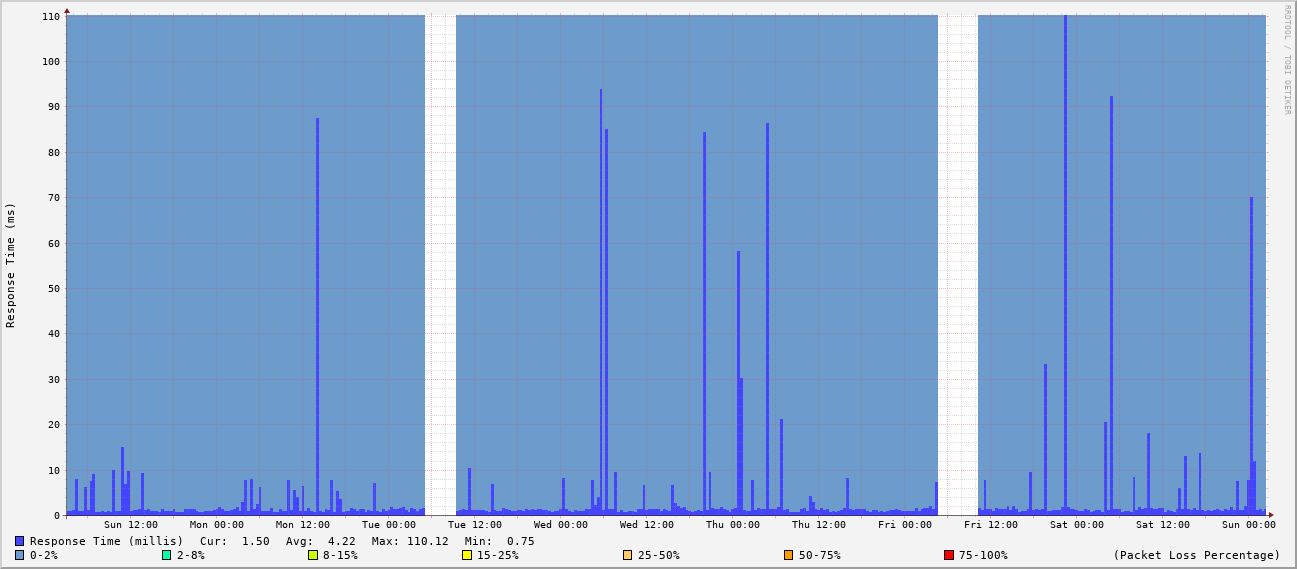 RRDTOOL / TOBI OETIKER
Response Time (ms)
110
100
90
80
70
60
50
40
30
20
10
0
Sun 12:00 Mon 00:00 Mon 12:00 Tue 00:00 Tue 12:00 Wed 00:00 Wed 12:00 Thu 00:00 Thu 12:00 Fri 00:00 Fri 12:00 Sat 00:00 Sat 12:00 Sun 00:00
Response Time (millis) Cur: 1.50 Avg: 4.22 Max: 110.12 Min: 0.75
0-2% 2-8% 8-15% 15-25% 25-50% 50-75% 75-100% (Packet Loss Percentage)